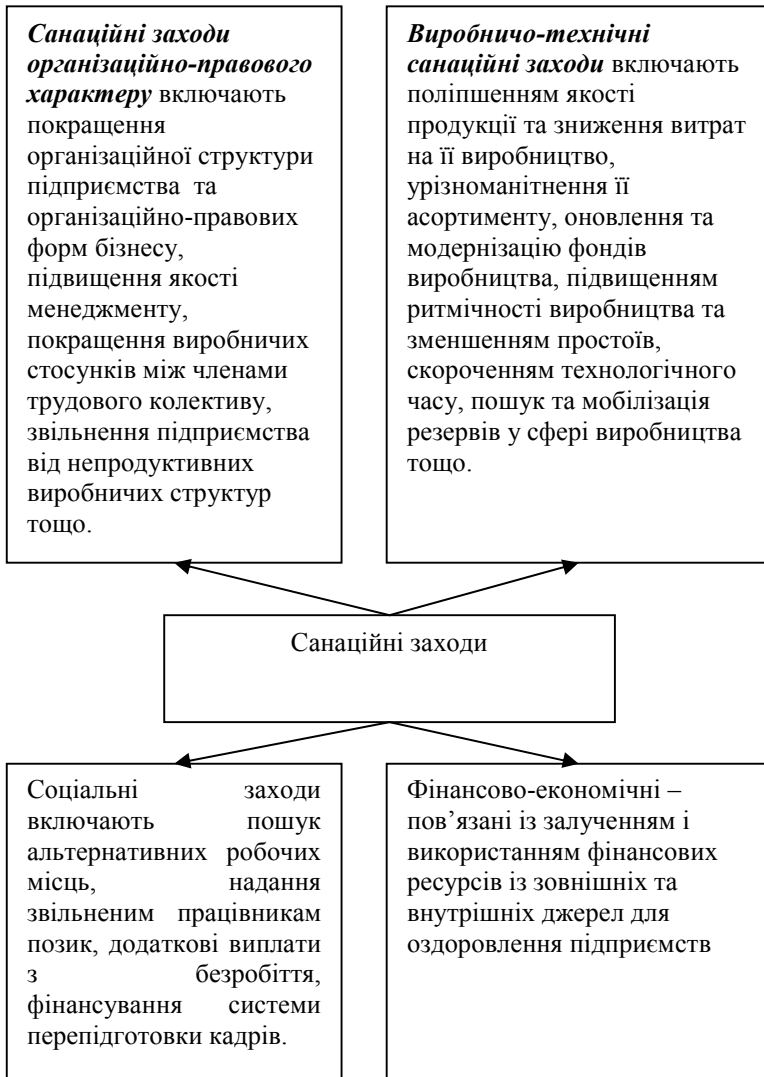 Санаційні заходи
організаційно-правового
характеру включають
покращення
організаційної структури
підприємства та
організаційно-правових
форм бізнесу,
підвищення якості
менеджменту,
покращення виробничих
стосунків між членами
трудового колективу,
звільнення підприємства
від непродуктивних
виробничих структур
тощо.
Виробничо-технічні
санаційні заходи включають
поліпшенням якості
продукції та зниження витрат
на її виробництво,
урізноманітнення її
асортименту, оновлення та
модернізацію фондів
виробництва, підвищенням
ритмічності виробництва та
зменшенням простоїв,
скороченням технологічного
часу, пошук та мобілізація
резервів у сфері виробництва
тощо.
Санаційні заходи
Соціальні заходи
включають пошук
альтернативних робочих
місць, надання
звільненим працівникам
позик, додаткові виплати
з безробіття,
фінансування системи
перепідготовки кадрів.
Фінансово-економічні –
пов’язані із залученням і
використанням фінансових
ресурсів із зовнішніх та
внутрішніх джерел для
оздоровлення підприємств